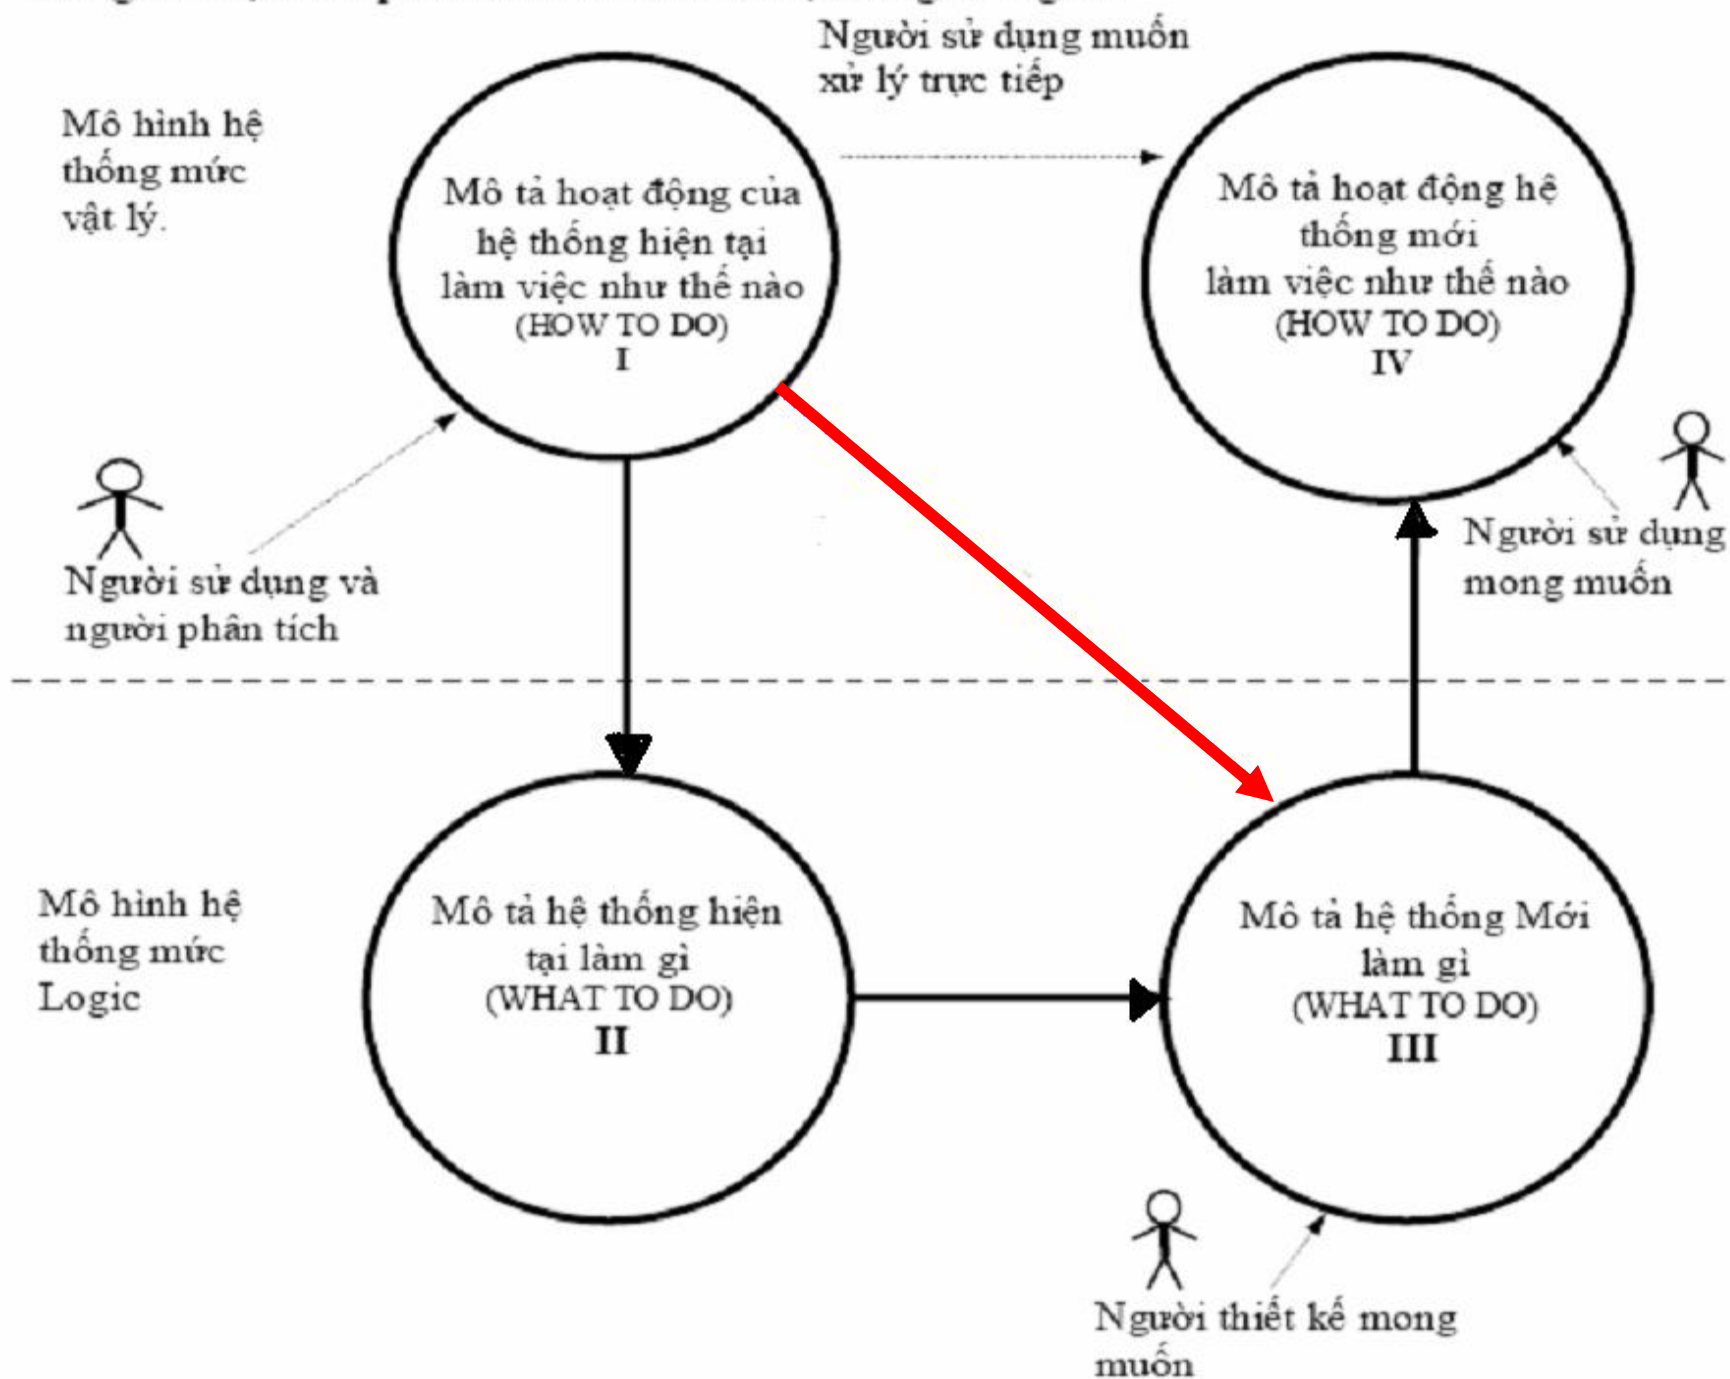 Người sử dụng muốn
xử lý trực tiếp
Mô hình hệ
thống mức
vật lý.
Mô tả hoạt động của
hệ thống hiện tại
làm việc như thế nào
(HOW TO DO)
I
Mô tả hoạt động hệ
thống mới
làm việc như thế nào
(HOW TO DO)
IV
Người sử dụng và
người phân tích
Người sử dụng
mong muốn
Mô hình hệ
thống mức
Logic
Mô tả hệ thống hiện
tại làm gì
(WHAT TO DO)
II
Mô tả hệ thống Mới
làm gì
(WHAT TO DO)
III
Người thiết kế mong
muốn